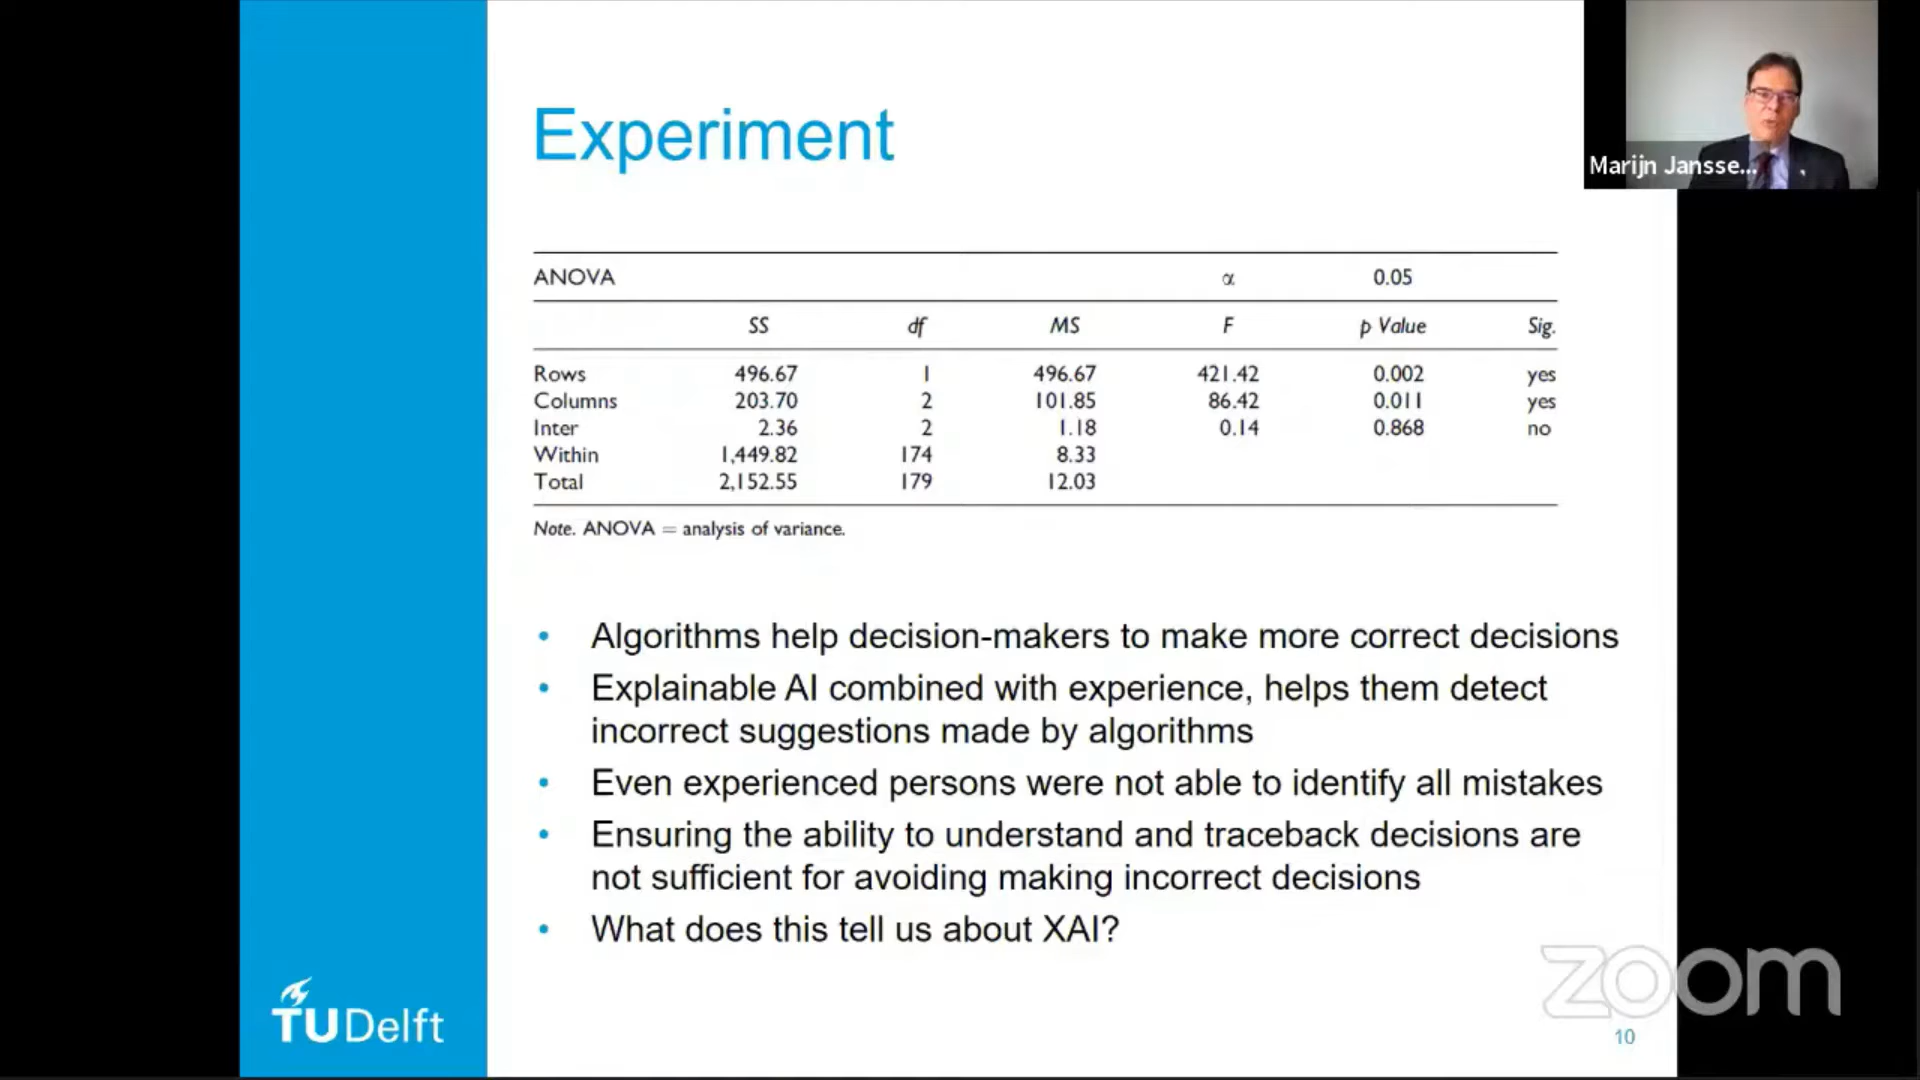 Experiment
Marijn Jansse...
ANOVA α 0.05
SS df MS F p Value Sig.
Rows 496.67 1 496.67 421.42 0.002 yes
Columns 203.70 2 101.85 86.42 0.011 yes
Inter 2.36 2 1.18 0.14 0.868 no
Within 1,449.82 174 8.33
Total 2,152.55 179 12.03
Note. ANOVA = analysis of variance.
• Algorithms help decision-makers to make more correct decisions
• Explainable AI combined with experience, helps them detect
incorrect suggestions made by algorithms
• Even experienced persons were not able to identify all mistakes
• Ensuring the ability to understand and traceback decisions are
not sufficient for avoiding making incorrect decisions
• What does this tell us about XAI?
zoom
TUDelft
10